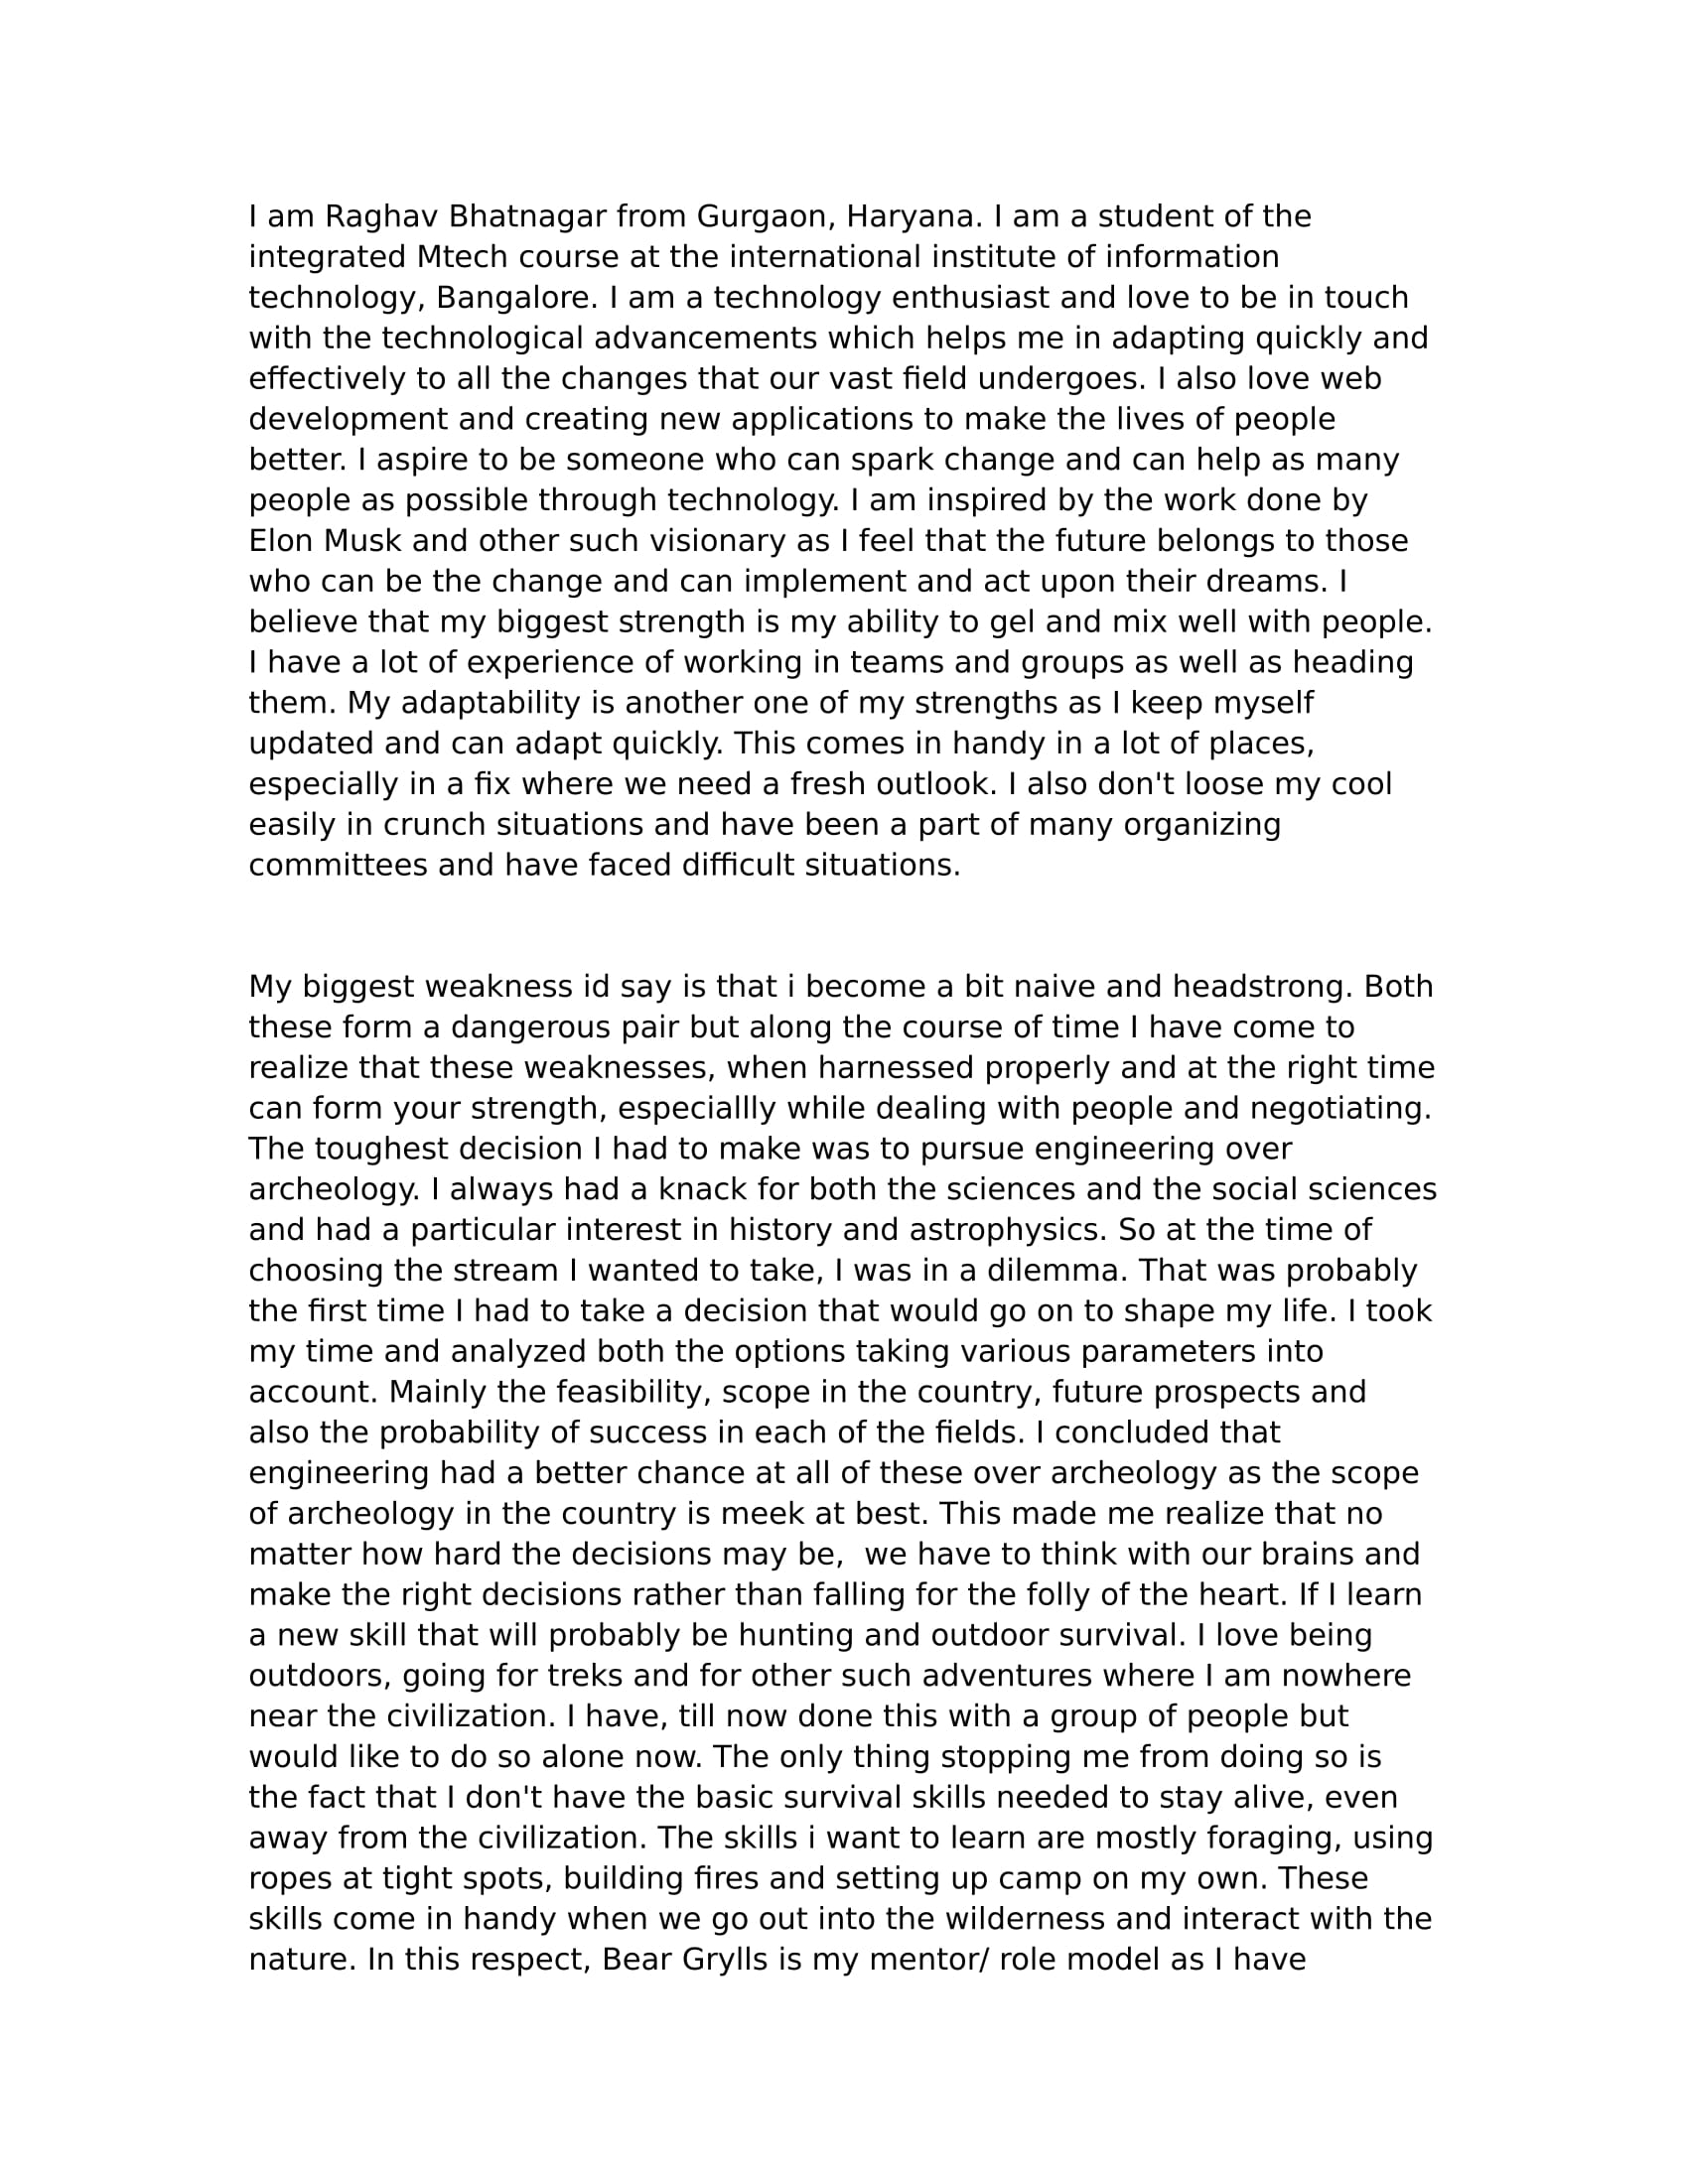 I am Raghav Bhatnagar from Gurgaon, Haryana. I am a student of the
integrated Mtech course at the international institute of information
technology, Bangalore. I am a technology enthusiast and love to be in touch
with the technological advancements which helps me in adapting quickly and
effectively to all the changes that our vast field undergoes. I also love web
development and creating new applications to make the lives of people
better. I aspire to be someone who can spark change and can help as many
people as possible through technology. I am inspired by the work done by
Elon Musk and other such visionary as I feel that the future belongs to those
who can be the change and can implement and act upon their dreams. I
believe that my biggest strength is my ability to gel and mix well with people.
I have a lot of experience of working in teams and groups as well as heading
them. My adaptability is another one of my strengths as I keep myself
updated and can adapt quickly. This comes in handy in a lot of places,
especially in a fix where we need a fresh outlook. I also don't loose my cool
easily in crunch situations and have been a part of many organizing
committees and have faced difficult situations.
My biggest weakness id say is that i become a bit naive and headstrong. Both
these form a dangerous pair but along the course of time I have come to
realize that these weaknesses, when harnessed properly and at the right time
can form your strength, especiallly while dealing with people and negotiating.
The toughest decision I had to make was to pursue engineering over
archeology. I always had a knack for both the sciences and the social sciences
and had a particular interest in history and astrophysics. So at the time of
choosing the stream I wanted to take, I was in a dilemma. That was probably
the first time I had to take a decision that would go on to shape my life. I took
my time and analyzed both the options taking various parameters into
account. Mainly the feasibility, scope in the country, future prospects and
also the probability of success in each of the fields. I concluded that
engineering had a better chance at all of these over archeology as the scope
of archeology in the country is meek at best. This made me realize that no
matter how hard the decisions may be,  we have to think with our brains and
make the right decisions rather than falling for the folly of the heart. If I learn
a new skill that will probably be hunting and outdoor survival. I love being
outdoors, going for treks and for other such adventures where I am nowhere
near the civilization. I have, till now done this with a group of people but
would like to do so alone now. The only thing stopping me from doing so is
the fact that I don't have the basic survival skills needed to stay alive, even
away from the civilization. The skills i want to learn are mostly foraging, using
ropes at tight spots, building fires and setting up camp on my own. These
skills come in handy when we go out into the wilderness and interact with the
nature. In this respect, Bear Grylls is my mentor/ role model as I have